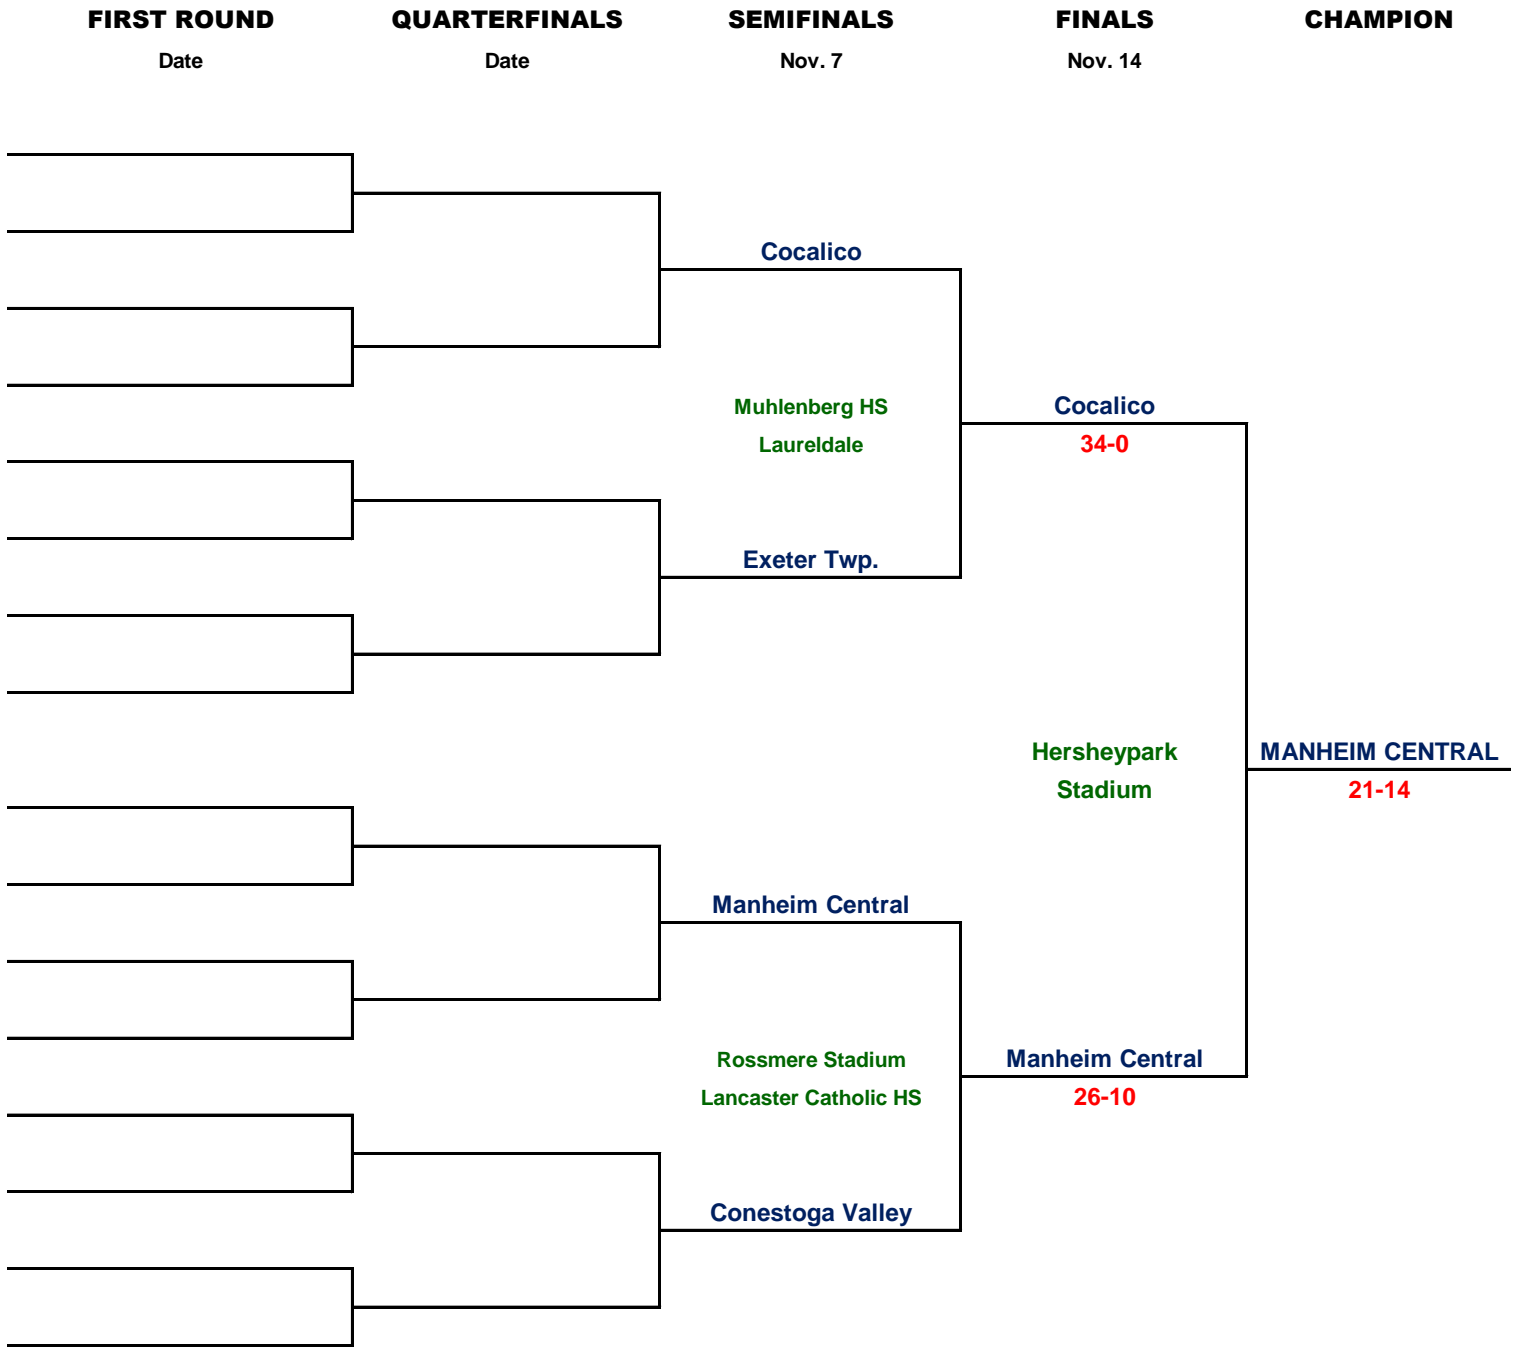 FIRST ROUND QUARTERFINALS SEMIFINALS FINALS CHAMPION
Date Date Nov. 7 Nov. 14
Cocalico
Muhlenberg HS Cocalico
Laureldale 34-0
Exeter Twp.
Hersheypark MANHEIM CENTRAL
Stadium 21-14
Manheim Central
Rossmere Stadium Manheim Central
Lancaster Catholic HS 26-10
Conestoga Valley